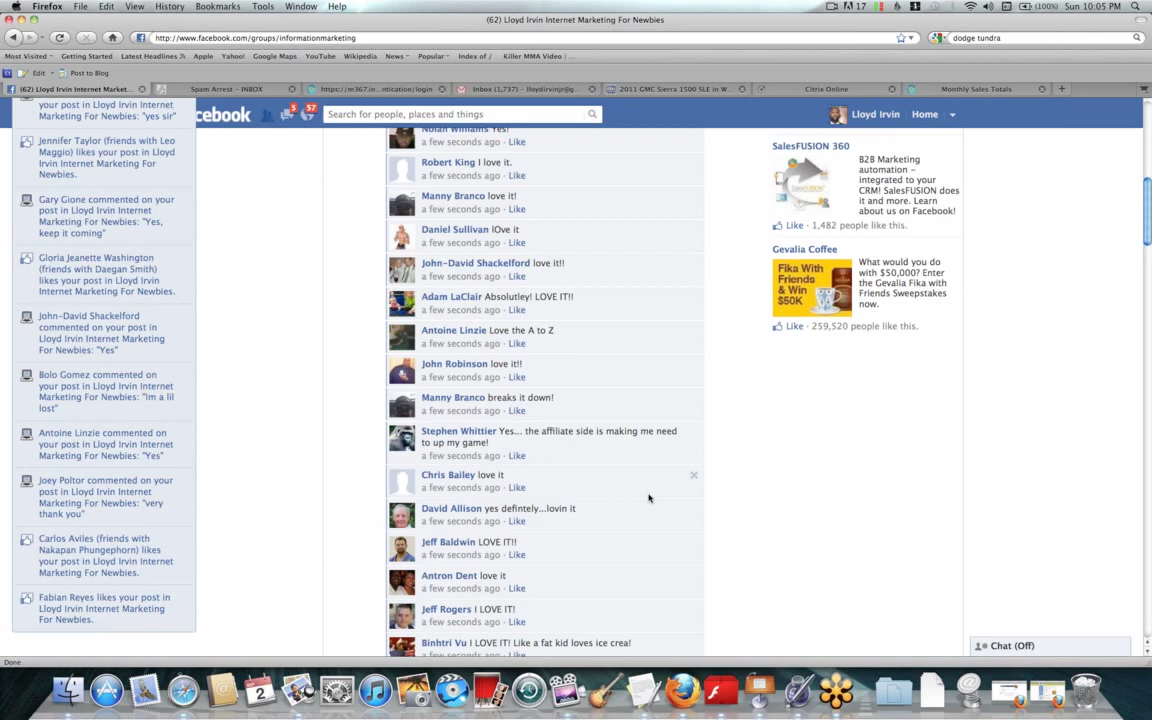 Firefox File Edit View History Bookmarks Tools Window Help
17 (100%) Sun 10:05 PM
(62) Lloyd Irvin Internet Marketing For Newbies
http://www.facebook.com/groups/informationmarketing
dodge tundra
Most Visited Getting Started Latest Headlines Apple Yahoo! Google Maps YouTube Wikipedia News Popular Index of / Killer MMA Video
Edit Post to Blog
(62) Lloyd Irvin Internet Market...
Spam Arrest - INBOX
https://m367.in...ntication/login
Inbox (1,737) - lloydirvinjr@g...
2011 GMC Sierra 1500 SLE in W...
Citrix Online
Monthly Sales Totals
cebook
5
57
Search for people, places and things
Lloyd Irvin Home
your post in Lloyd Irvin
Internet Marketing For
Newbies: "yes sir"
Jennifer Taylor (friends with Leo
Maggio) likes your post in Lloyd
Irvin Internet Marketing For
Newbies.
Gary Gione commented on your
post in Lloyd Irvin Internet
Marketing For Newbies: "Yes,
keep it coming"
Gloria Jeanette Washington
(friends with Daegan Smith)
likes your post in Lloyd Irvin
Internet Marketing For Newbies.
John-David Shackelford
commented on your post in
Lloyd Irvin Internet Marketing
For Newbies: "Yes"
Bolo Gomez commented on
your post in Lloyd Irvin Internet
Marketing For Newbies: "Im a lil
lost"
Antoine Linzie commented on
your post in Lloyd Irvin Internet
Marketing For Newbies: "Yes"
Joey Poltor commented on your
post in Lloyd Irvin Internet
Marketing For Newbies: "very
thank you"
Carlos Aviles (friends with
Nakapan Phungephorn) likes
your post in Lloyd Irvin Internet
Marketing For Newbies.
Fabian Reyes likes your post in
Lloyd Irvin Internet Marketing
For Newbies.
Nolan Williams Yes!
a few seconds ago · Like
Robert King I love it.
a few seconds ago · Like
Manny Branco love it!
a few seconds ago · Like
Daniel Sullivan lOve it
a few seconds ago · Like
John-David Shackelford love it!!
a few seconds ago · Like
Adam LaClair Absolutley! LOVE IT!!
a few seconds ago · Like
Antoine Linzie Love the A to Z
a few seconds ago · Like
John Robinson love it!!
a few seconds ago · Like
Manny Branco breaks it down!
a few seconds ago · Like
Stephen Whittier Yes... the affiliate side is making me need
to up my game!
a few seconds ago · Like
Chris Bailey love it
a few seconds ago · Like
David Allison yes defintely...lovin it
a few seconds ago · Like
Jeff Baldwin LOVE IT!!
a few seconds ago · Like
Antron Dent love it
a few seconds ago · Like
Jeff Rogers I LOVE IT!
a few seconds ago · Like
Binhtri Vu I LOVE IT! Like a fat kid loves ice crea!
a few seconds ago · Like
SalesFUSION 360
B2B Marketing
automation –
integrated to your
CRM! SalesFUSION does
it and more. Learn
about us on Facebook!
Like · 1,482 people like this.
Gevalia Coffee
Fika With
Friends
& Win
$50K
What would you do
with $50,000? Enter
the Gevalia Fika with
Friends Sweepstakes
now.
Like · 259,520 people like this.
Chat (Off)
Done
2